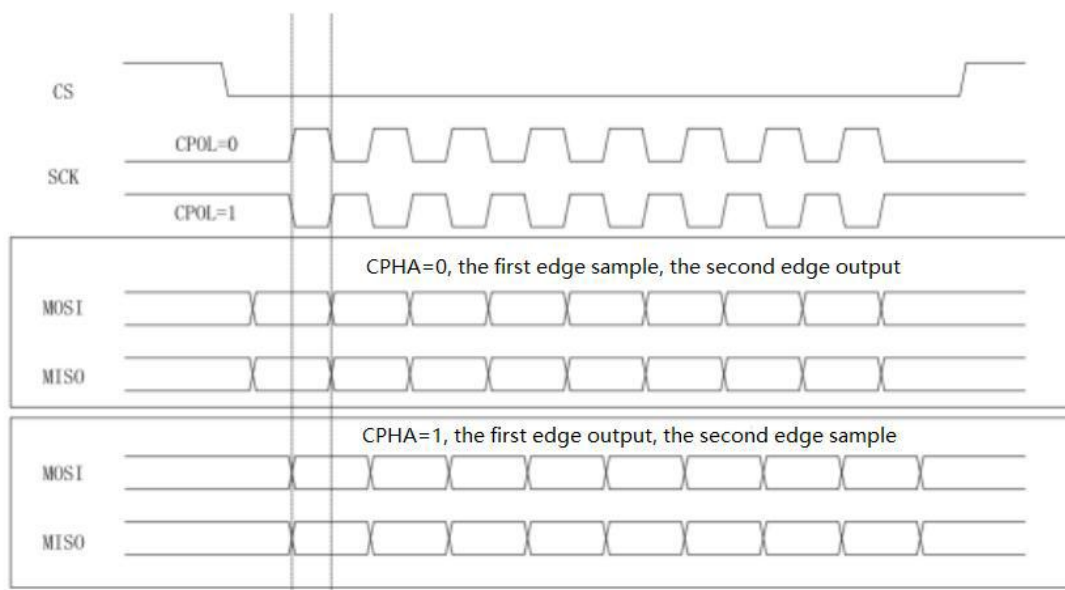 CS
CPOL=0
SCK
CPOL=1
CPHA=0, the first edge sample, the second edge output
MOSI
MISO
CPHA=1, the first edge output, the second edge sample
MOSI
MISO